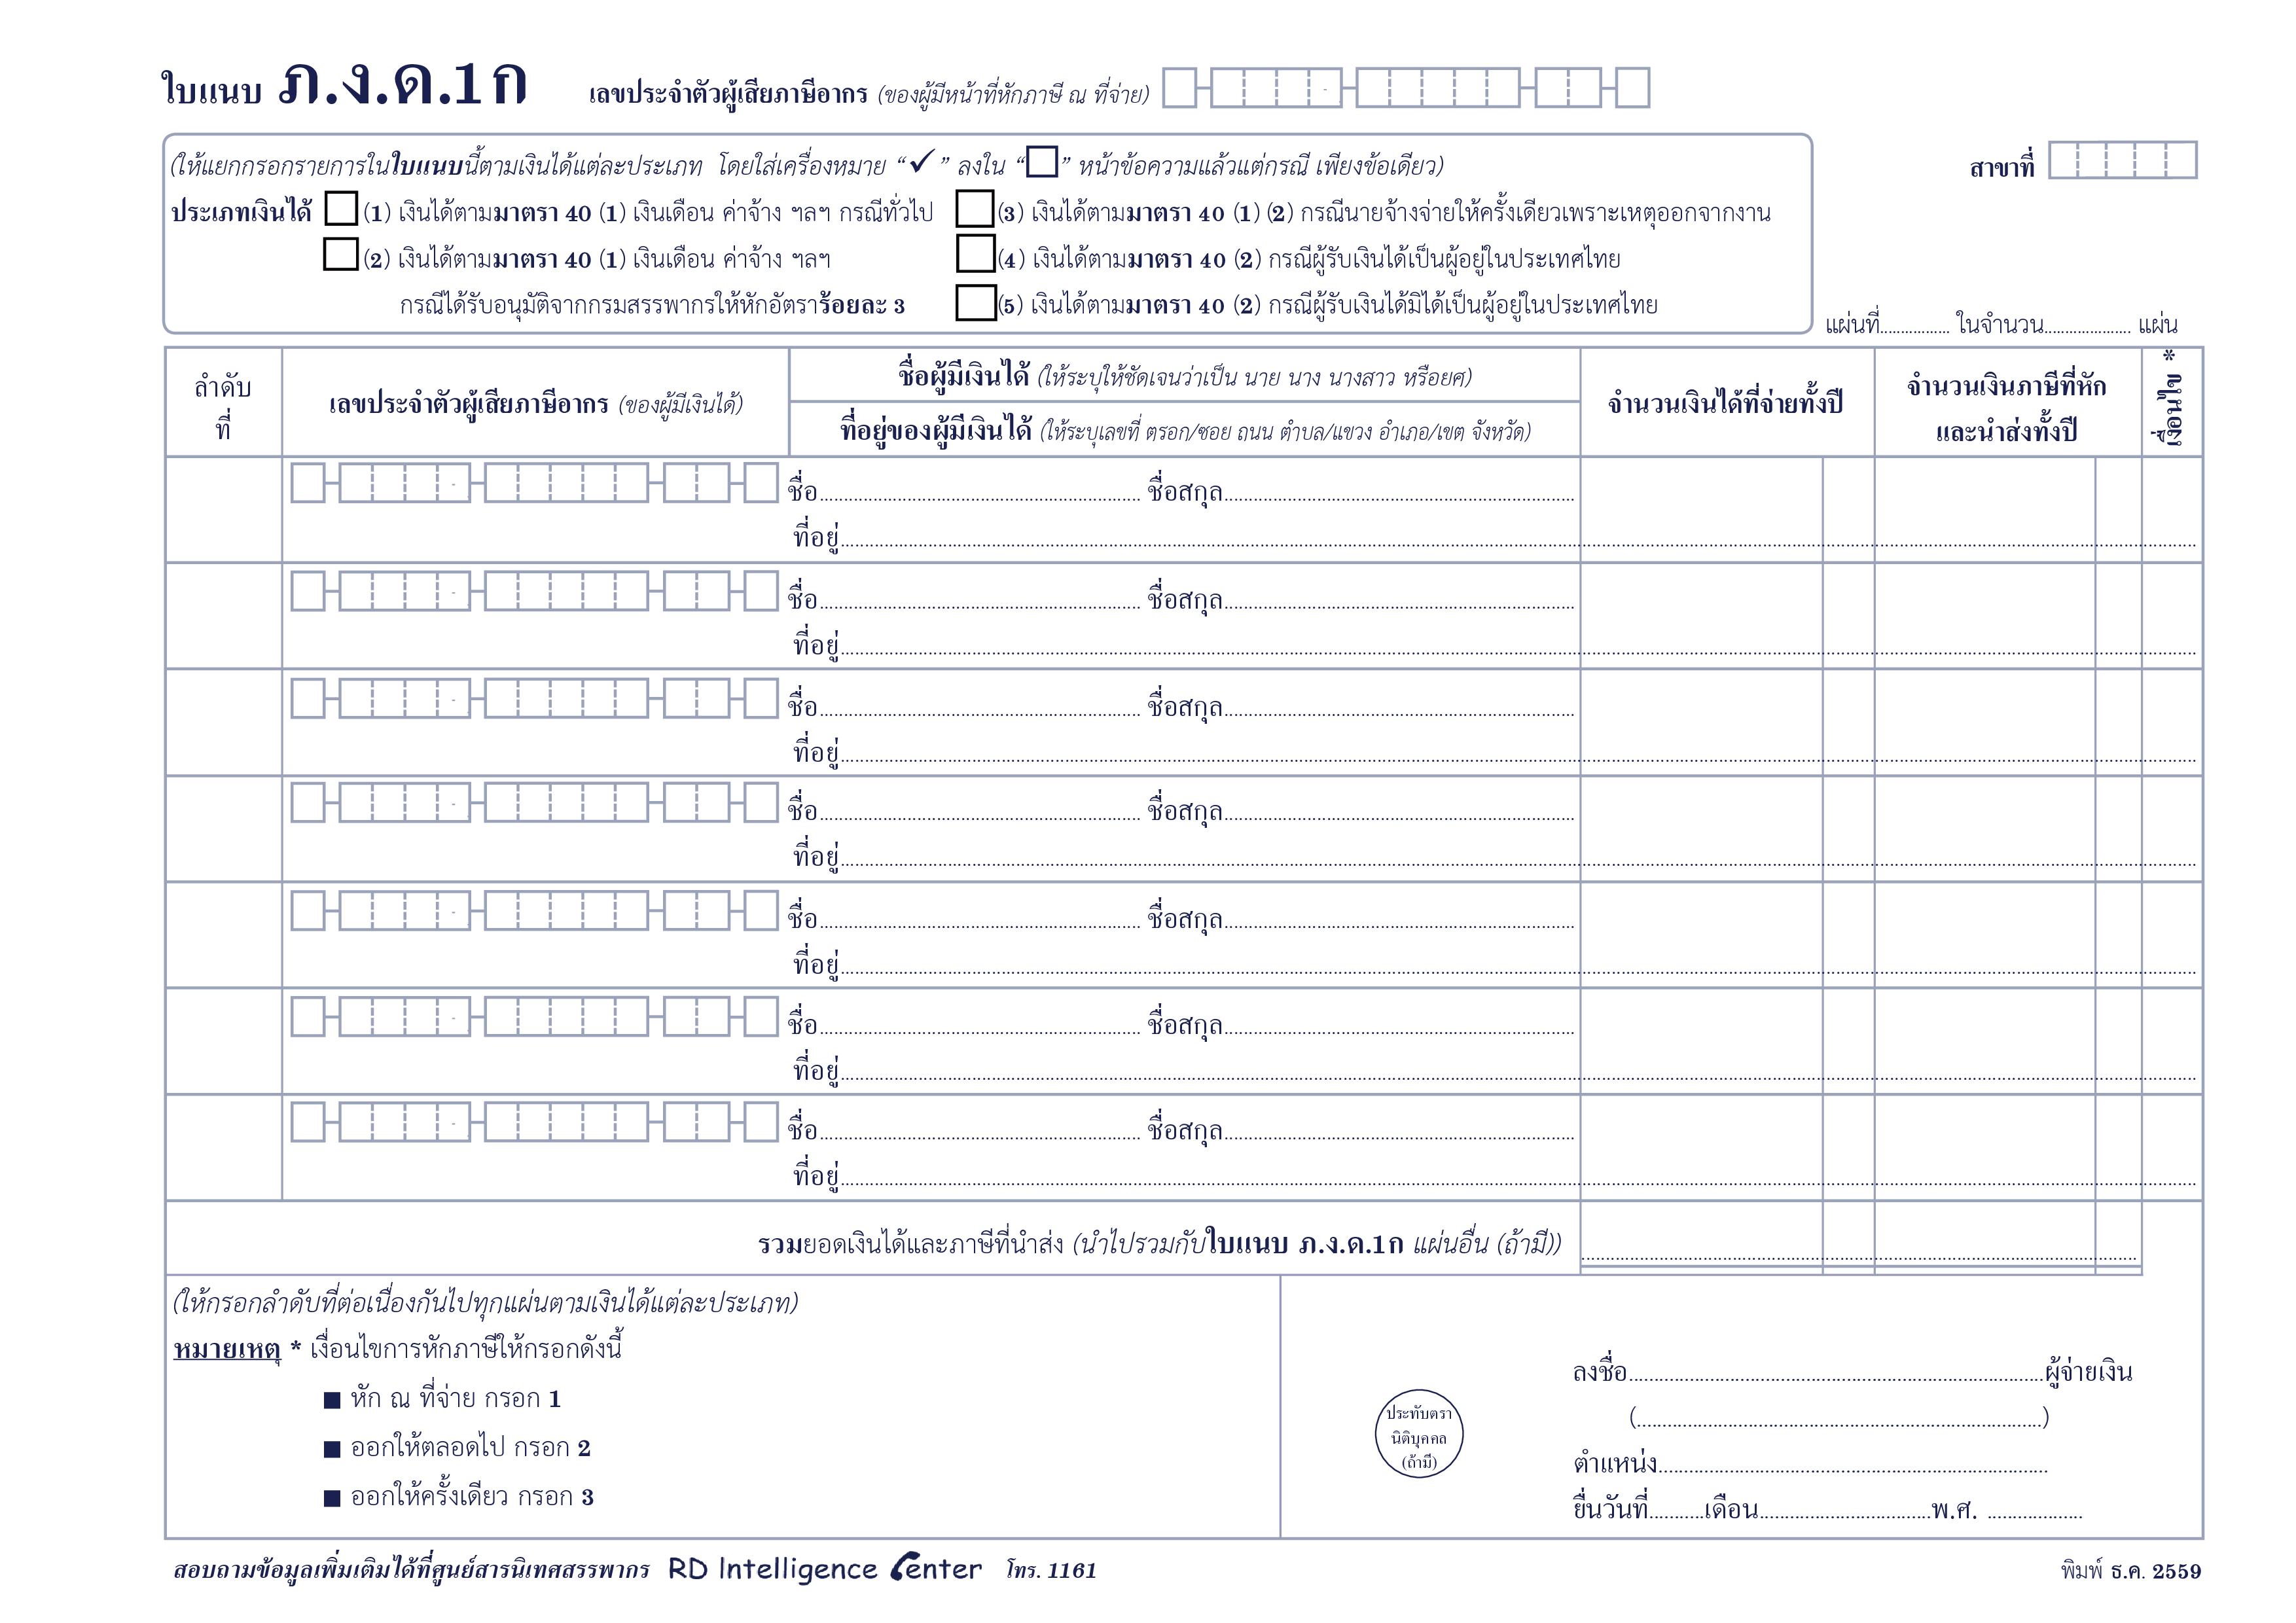 ใบแนบ ภ.ง.ด.1ก เลขประจำตัวผู้เสียภาษีอากร (ของผู้มีหน้าที่หักภาษี ณ ที่จ่าย)
(ให้แยกกรอกรายการในใบแนบนี้ตามเงินได้แต่ละประเภท โดยใส่เครื่องหมาย “✓” ลงใน “☐” หน้าข้อความแล้วแต่กรณี เพียงข้อเดียว)
สาขาที่
ประเภทเงินได้ ☐ (1) เงินได้ตามมาตรา 40 (1) เงินเดือน ค่าจ้าง ฯลฯ กรณีทั่วไป ☐ (3) เงินได้ตามมาตรา 40 (1) (2) กรณีนายจ้างจ่ายให้ครั้งเดียวเพราะเหตุออกจากงาน
☐ (2) เงินได้ตามมาตรา 40 (1) เงินเดือน ค่าจ้าง ฯลฯ ☐ (4) เงินได้ตามมาตรา 40 (2) กรณีผู้รับเงินได้เป็นผู้อยู่ในประเทศไทย
กรณีได้รับอนุมัติจากกรมสรรพากรให้หักอัตราร้อยละ 3 ☐ (5) เงินได้ตามมาตรา 40 (2) กรณีผู้รับเงินได้มิได้เป็นผู้อยู่ในประเทศไทย
แผ่นที่................ ในจำนวน.................... แผ่น
ลำดับ
ที่
เลขประจำตัวผู้เสียภาษีอากร (ของผู้มีเงินได้)
ชื่อผู้มีเงินได้ (ให้ระบุให้ชัดเจนว่าเป็น นาย นาง นางสาว หรือยศ)
ที่อยู่ของผู้มีเงินได้ (ให้ระบุเลขที่ ตรอก/ซอย ถนน ตำบล/แขวง อำเภอ/เขต จังหวัด)
จำนวนเงินได้ที่จ่ายทั้งปี
จำนวนเงินภาษีที่หัก
และนำส่งทั้งปี
เงื่อนไข *
ชื่อ.................... ชื่อสกุล....................
ที่อยู่....................
ชื่อ.................... ชื่อสกุล....................
ที่อยู่....................
ชื่อ.................... ชื่อสกุล....................
ที่อยู่....................
ชื่อ.................... ชื่อสกุล....................
ที่อยู่....................
ชื่อ.................... ชื่อสกุล....................
ที่อยู่....................
ชื่อ.................... ชื่อสกุล....................
ที่อยู่....................
ชื่อ.................... ชื่อสกุล....................
ที่อยู่....................
รวมยอดเงินได้และภาษีที่นำส่ง (นำไปรวมกับใบแนบ ภ.ง.ด.1ก แผ่นอื่น (ถ้ามี))
(ให้กรอกลำดับที่ต่อเนื่องกันไปทุกแผ่นตามเงินได้แต่ละประเภท)
หมายเหตุ * เงื่อนไขการหักภาษีให้กรอกดังนี้
■ หัก ณ ที่จ่าย กรอก 1
■ ออกให้ตลอดไป กรอก 2
■ ออกให้ครั้งเดียว กรอก 3
ประทับตรา
นิติบุคคล
(ถ้ามี)
ลงชื่อ....................ผู้จ่ายเงิน
(....................)
ตำแหน่ง....................
ยื่นวันที่...........เดือน....................พ.ศ. ...................
สอบถามข้อมูลเพิ่มเติมได้ที่ศูนย์สารนิเทศสรรพากร RD Intelligence Center โทร. 1161
พิมพ์ ธ.ค. 2559